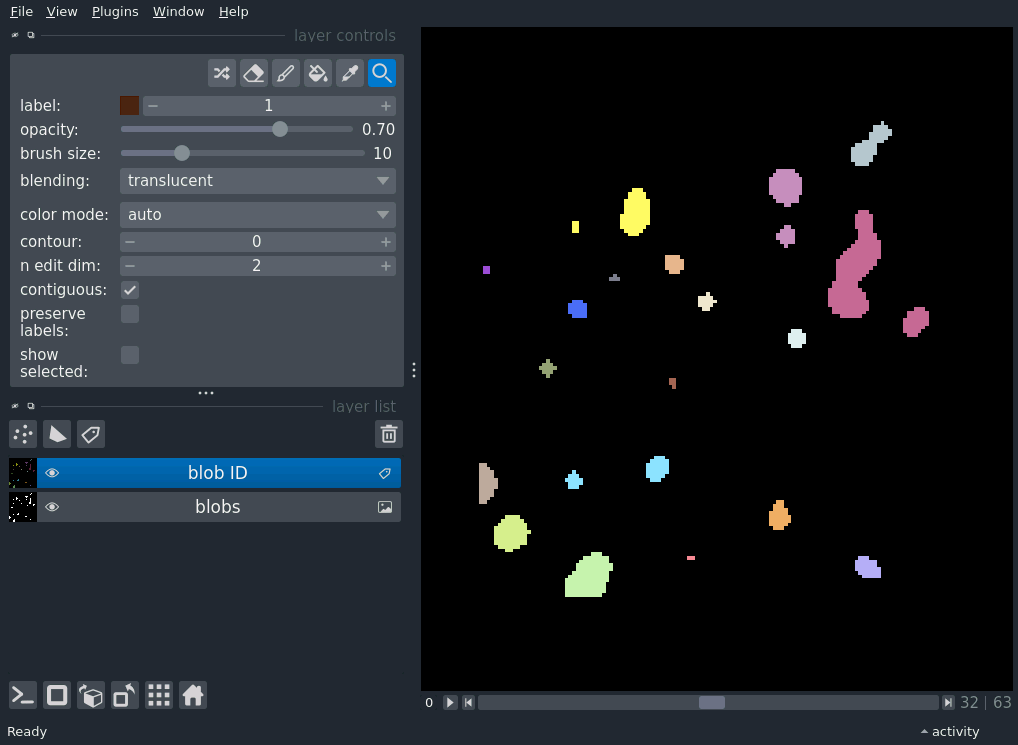 File View Plugins Window Help
layer controls
label: 1
opacity: 0.70
brush size: 10
blending: translucent
color mode: auto
contour: 0
n edit dim: 2
contiguous:
preserve
labels:
show
selected:
layer list
blob ID
blobs
0 32 | 63
Ready activity